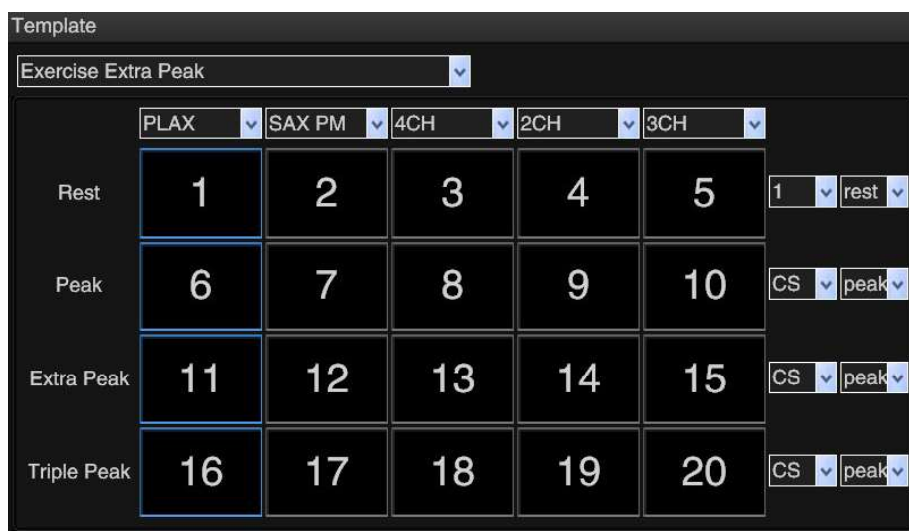 Template
Exercise Extra Peak
PLAX SAX PM 4CH 2CH 3CH
Rest 1 2 3 4 5 1 rest
Peak 6 7 8 9 10 CS peak
Extra Peak 11 12 13 14 15 CS peak
Triple Peak 16 17 18 19 20 CS peak